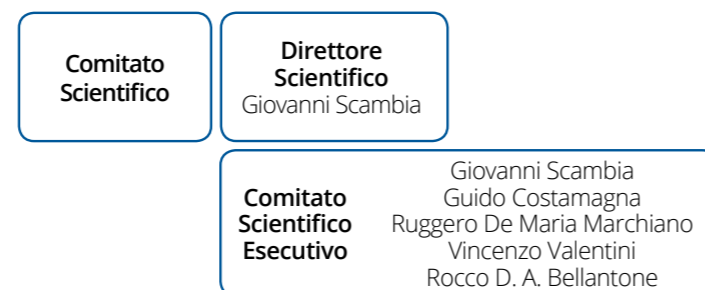 Comitato
Scientifico
Direttore
Scientifico
Giovanni Scambia
Comitato
Scientifico
Esecutivo
Giovanni Scambia
Guido Costamagna
Ruggero De Maria Marchiano
Vincenzo Valentini
Rocco D. A. Bellantone